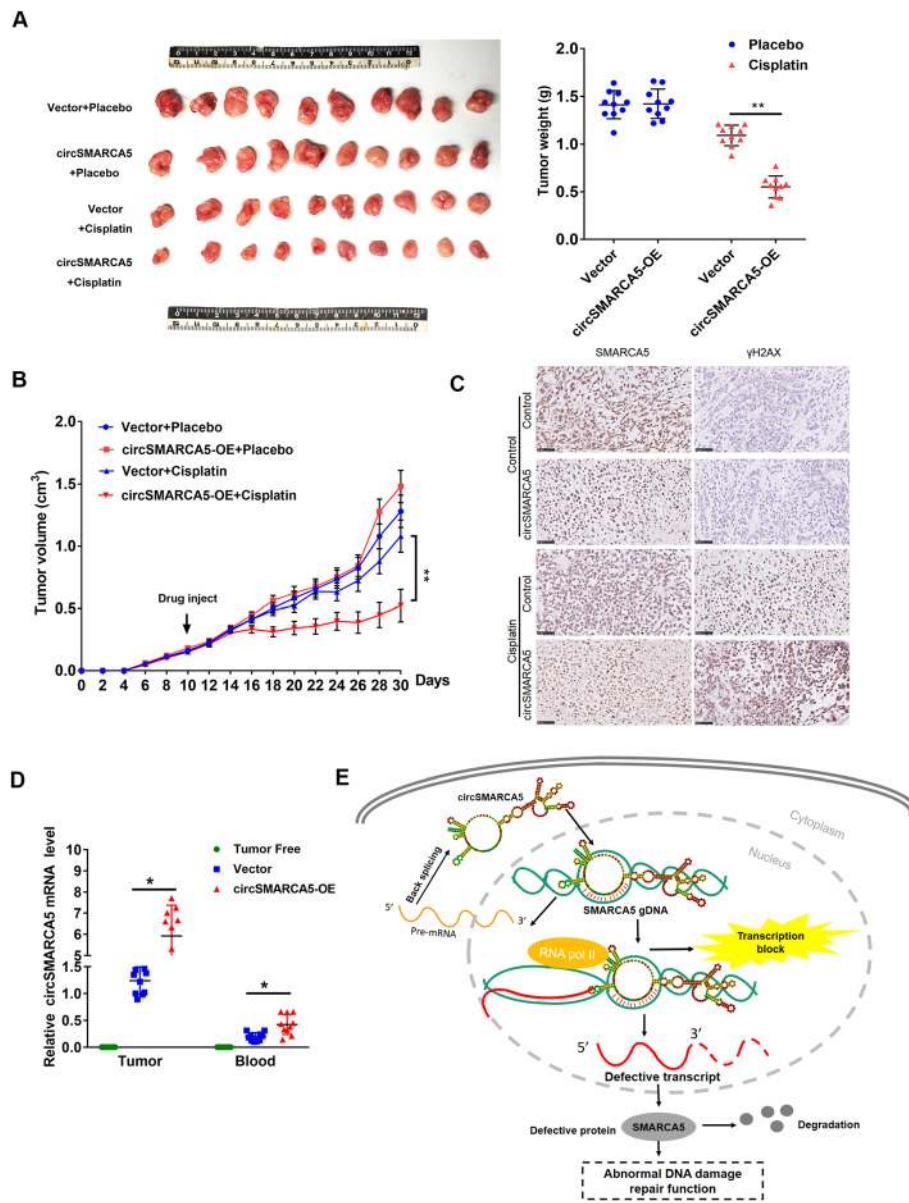 A
Vector+Placebo
circSMARCA5
+Placebo
Vector
+Cisplatin
circSMARCA5
+Cisplatin
Placebo
Cisplatin
**
Tumor weight (g)
2.0
1.5
1.0
0.5
0.0
Vector
circSMARCA5-OE
Vector
circSMARCA5-OE
B
Vector+Placebo
circSMARCA5-OE+Placebo
Vector+Cisplatin
circSMARCA5-OE+Cisplatin
Tumor volume (cm³)
2.0
1.5
1.0
0.5
0.0
Drug inject
**
0 2 4 6 8 10 12 14 16 18 20 22 24 26 28 30 Days
C
SMARCA5 γH2AX
Control
Control
circSMARCA5
Cisplatin
Control
circSMARCA5
D
Tumor Free
Vector
circSMARCA5-OE
Relative circSMARCA5 mRNA level
10
9
8
7
6
5
1.5
1.0
0.5
0.0
*
*
Tumor Blood
E
circSMARCA5
Cytoplasm
Nucleus
Back splicing
5’ 3’
Pre-mRNA
SMARCA5 gDNA
RNA pol II
Transcription
block
5’ 3’
Defective transcript
Defective protein SMARCA5 Degradation
Abnormal DNA damage
repair function